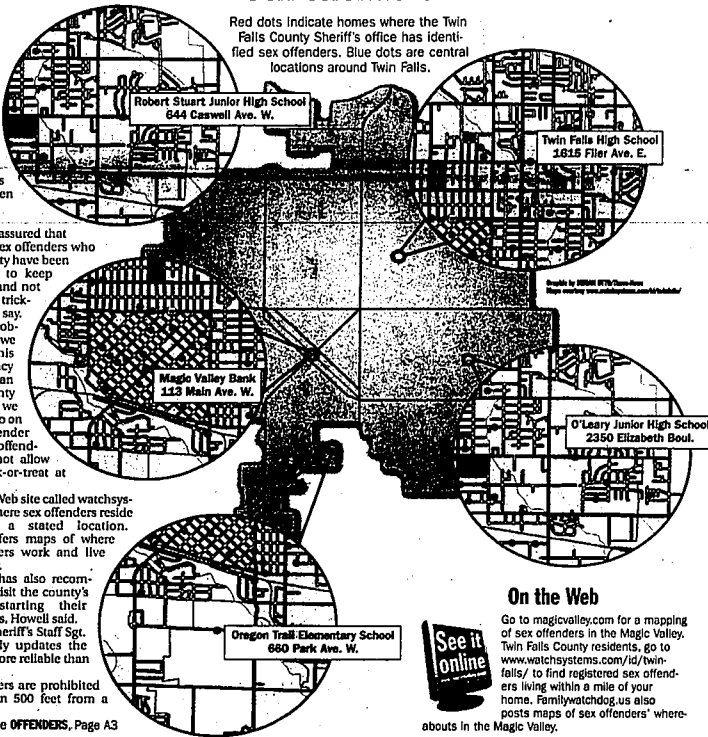 Red dots indicate homes where the Twin
Falls County Sheriff's office has identi-
fied sex offenders. Blue dots are central
locations around Twin Falls.
Robert Stuart Junior High School
644 Caswell Ave. W.
Twin Falls High School
1615 Filer Ave. E.
Magic Valley Bank
113 Main Ave. W.
O'Leary Junior High School
2350 Elizabeth Boul.
Oregon Trail Elementary School
660 Park Ave. W.
assured that
ex offenders who
ty have been
to keep
and not
trick-
say.
ob-
we
his
cy
an
nty
we
o on
ender
offend-
not allow
k-or-treat at
Web site called watchsys-
here sex offenders reside
a stated location.
fers maps of where
ers work and live
has also recom-
isit the county's
starting their
s, Howell said.
heriff's Staff Sgt.
ly updates the
ore reliable than
ers are prohibited
n 500 feet from a
e OFFENDERS, Page A3
On the Web
See it
online
Go to magicvalley.com for a mapping
of sex offenders in the Magic Valley.
Twin Falls County residents, go to
www.watchsystems.com/id/twin-
falls/ to find registered sex offend-
ers living within a mile of your
home. Familywatchdog.us also
posts maps of sex offenders' where-
abouts in the Magic Valley.